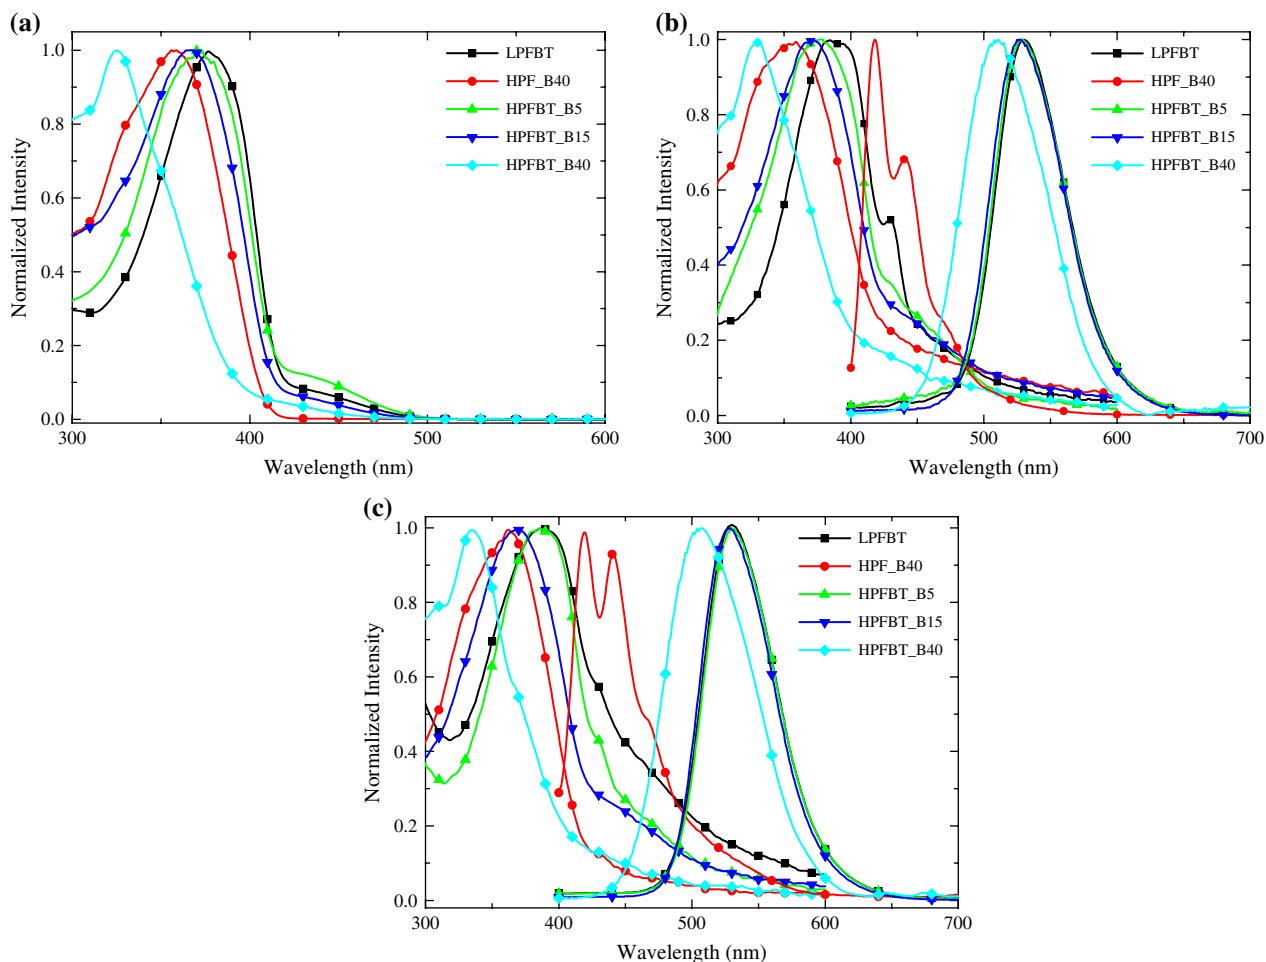 (a)
1.0
0.8
0.6
0.4
0.2
0.0
Normalized Intensity
300
400
500
600
Wavelength (nm)
LPFBT
HPF_B40
HPFBT_B5
HPFBT_B15
HPFBT_B40
(b)
1.0
0.8
0.6
0.4
0.2
0.0
Normalized Intensity
300
400
500
600
700
Wavelength (nm)
LPFBT
HPF_B40
HPFBT_B5
HPFBT_B15
HPFBT_B40
(c)
1.0
0.8
0.6
0.4
0.2
0.0
Normalized Intensity
300
400
500
600
700
Wavelength (nm)
LPFBT
HPF_B40
HPFBT_B5
HPFBT_B15
HPFBT_B40